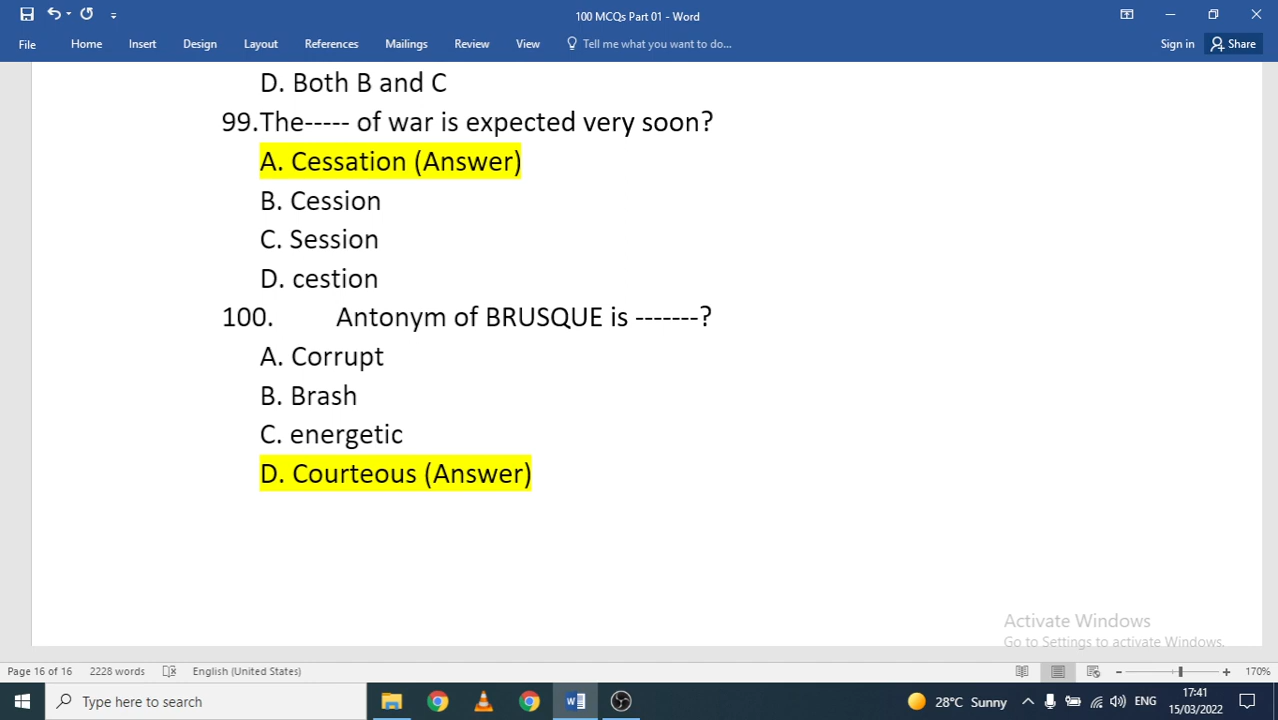 100 MCQs Part 01 - Word
File Home Insert Design Layout References Mailings Review View Tell me what you want to do... Sign in Share
D. Both B and C
99.The----- of war is expected very soon?
A. Cessation (Answer)
B. Cession
C. Session
D. cestion
100. Antonym of BRUSQUE is -------?
A. Corrupt
B. Brash
C. energetic
D. Courteous (Answer)
Activate Windows
Go to Settings to activate Windows.
Page 16 of 16 2228 words English (United States) 170%
Type here to search 28°C Sunny ENG 17:41
15/03/2022